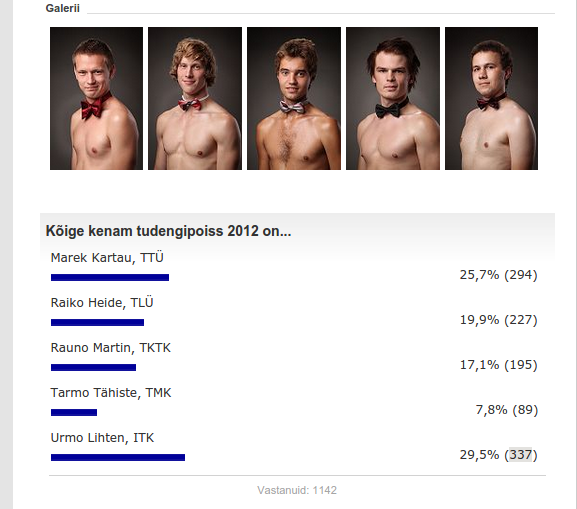 Galerii
Kõige kenam tudengipoiss 2012 on...
Marek Kartau, TTÜ
25,7% (294)
Raiko Heide, TLÜ
19,9% (227)
Rauno Martin, TKTK
17,1% (195)
Tarmo Tähiste, TMK
7,8% (89)
Urmo Lihten, ITK
29,5% (337)
Vastanuid: 1142